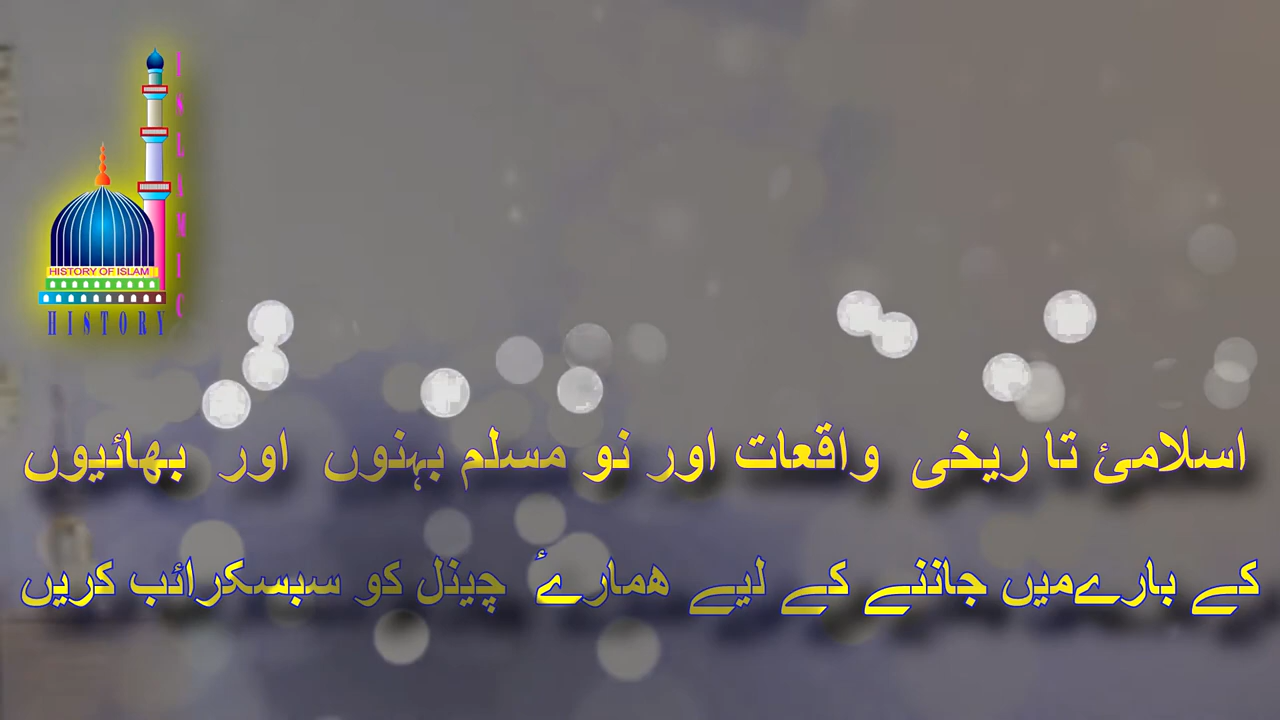 ISLAMIC
HISTORY OF ISLAM
HISTORY
اسلامئ تا ریخی واقعات اور نو مسلم بہنوں اور بھائیوں
کے بارےمیں جاننے کے لیے ھمارۓ چینل کو سبسکرائب کریں